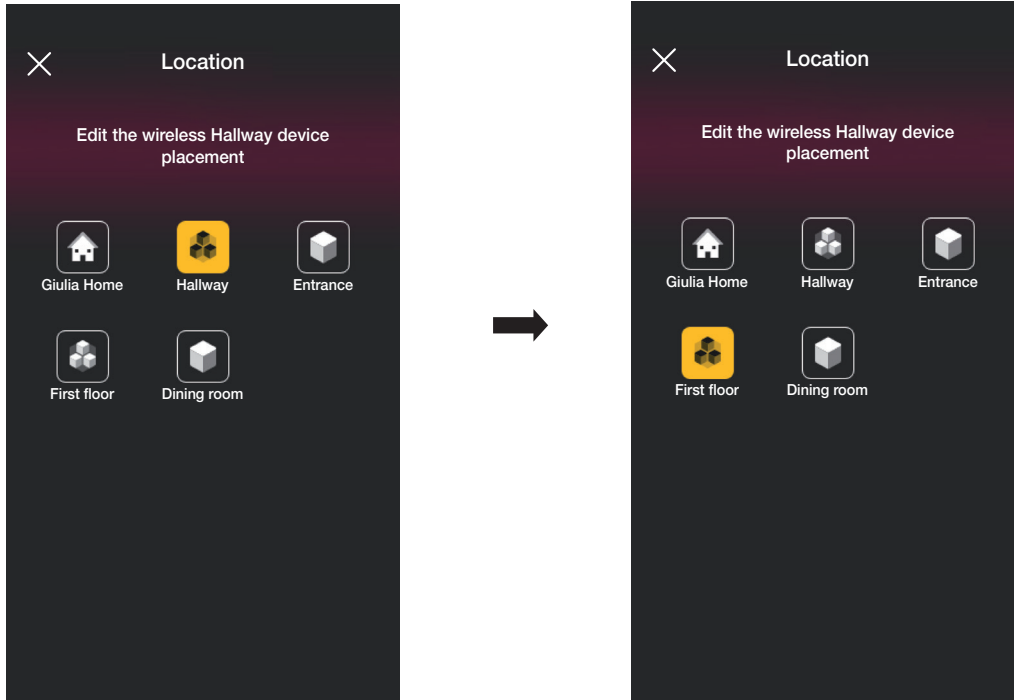 Location
Edit the wireless Hallway device
placement
Giulia Home
Hallway
Entrance
First floor
Dining room
Location
Edit the wireless Hallway device
placement
Giulia Home
Hallway
Entrance
First floor
Dining room